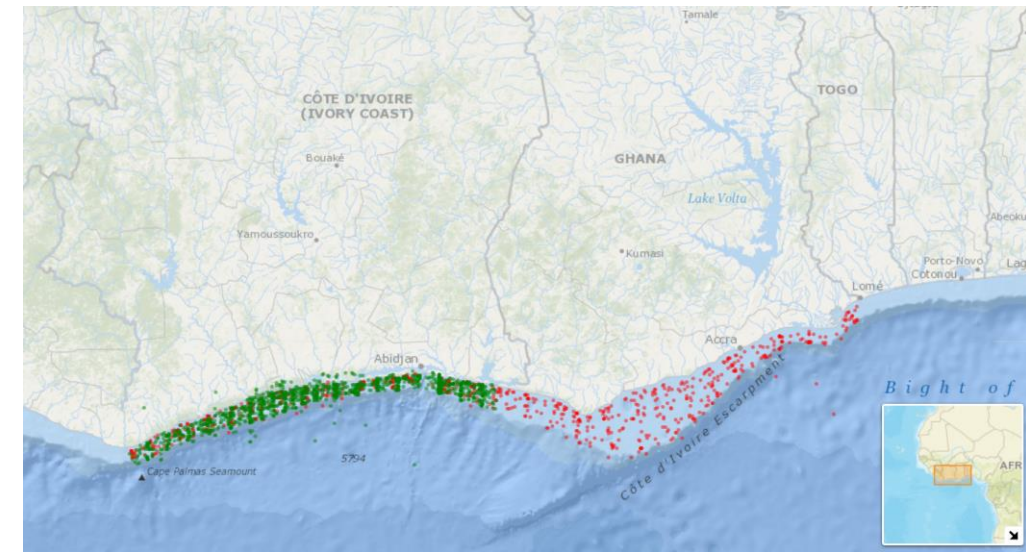 Tamale
CÔTE D'IVOIRE
(IVORY COAST)
TOGO
Bouaké
GHANA
Lake Volta
Yamoussoukro
Kumasi
Porto-Novo
Cotonou
Lomé
Accra
Abidjan
Bight of
Côte d'Ivoire Escarpment
5794
Cape Palmas Seamount
AFR